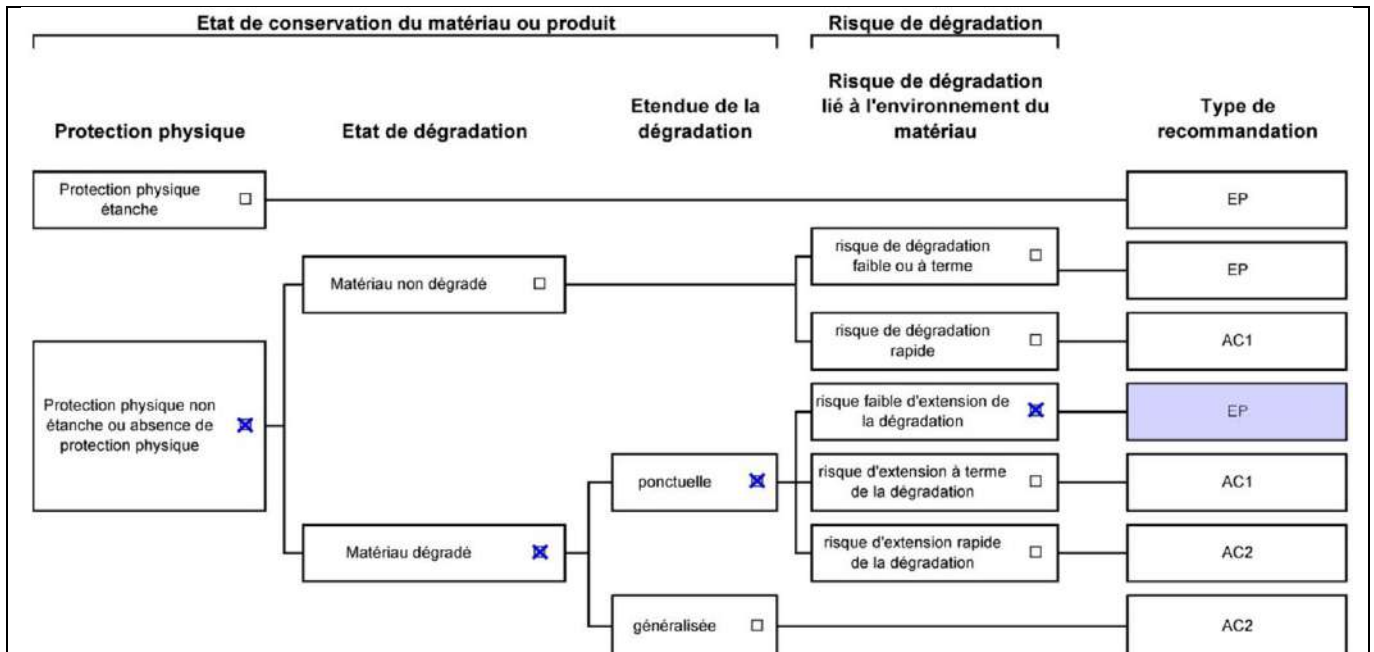 Etat de conservation du matériau ou produit
Risque de dégradation
Protection physique
Etat de dégradation
Etendue de la
dégradation
Risque de dégradation
lié à l'environnement du
matériau
Type de
recommandation
Protection physique
étanche
EP
risque de dégradation
faible ou à terme
EP
Matériau non dégradé
risque de dégradation
rapide
AC1
Protection physique non
étanche ou absence de
protection physique
risque faible d'extension de
la dégradation
EP
ponctuelle
risque d'extension à terme
de la dégradation
AC1
Matériau dégradé
risque d'extension rapide
de la dégradation
AC2
généralisée
AC2